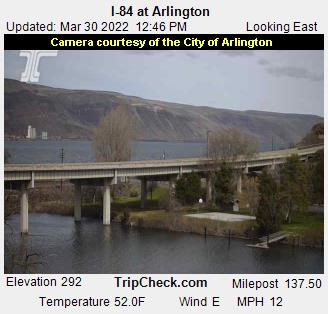 I-84 at Arlington
Updated: Mar 30 2022 12:46 PM Looking East
Camera courtesy of the City of Arlington
Elevation 292 TripCheck.com Milepost 137.50
Temperature 52.0F Wind E MPH 12